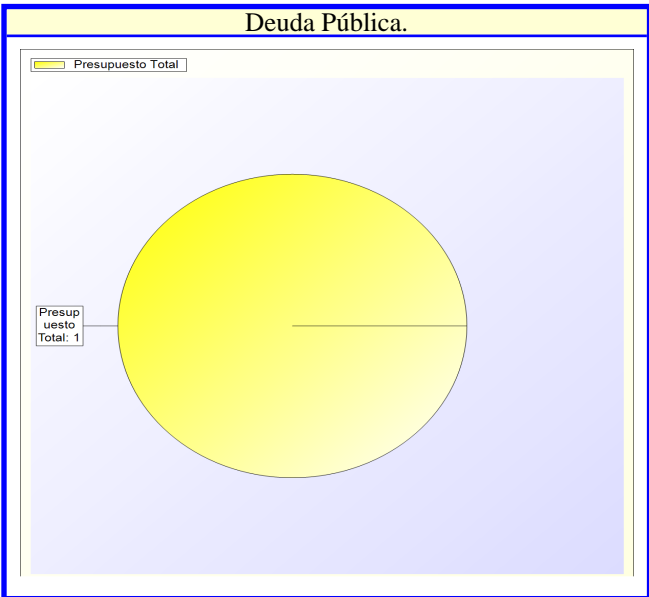 Deuda Pública.
Presupuesto Total
Presup
uesto
Total: 1